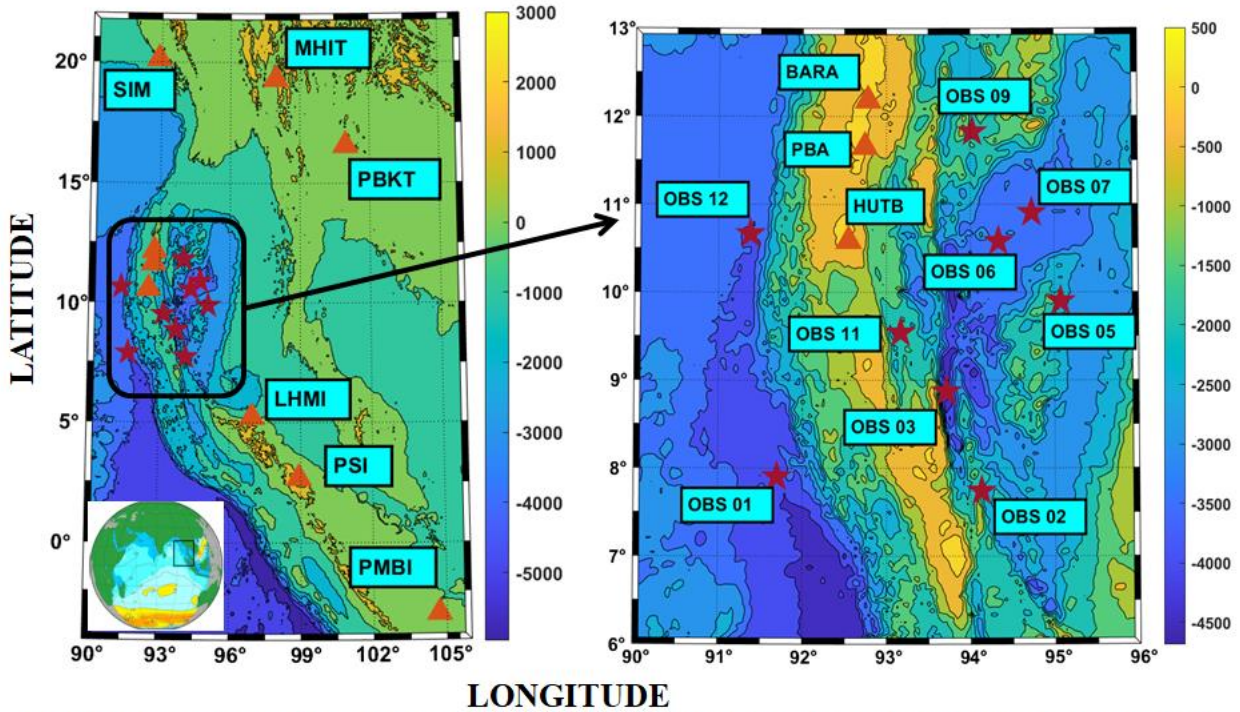 3000
2000
1000
0
-1000
-2000
-3000
-4000
-5000
20°
15°
10°
5°
0°
90°
93°
96°
99°
102°
105°
MHIT
SIM
PBKT
LHMI
PSI
PMBI
LATITUDE
LONGITUDE
13°
12°
11°
10°
9°
8°
7°
6°
90°
91°
92°
93°
94°
95°
96°
BARA
OBS 09
PBA
OBS 07
OBS 12
HUTB
OBS 06
OBS 11
OBS 05
OBS 03
OBS 01
OBS 02
500
0
-500
-1000
-1500
-2000
-2500
-3000
-3500
-4000
-4500